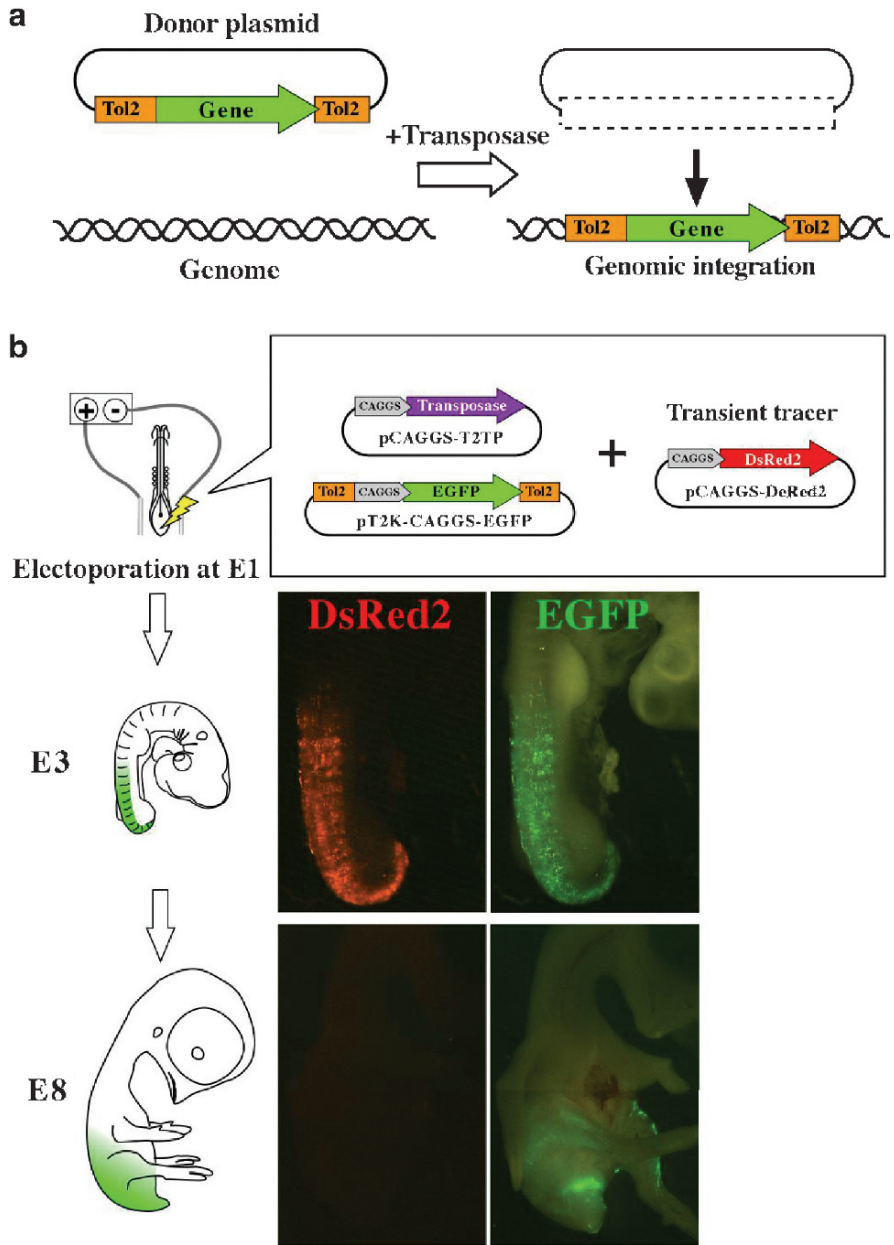 a
Donor plasmid
Tol2 Gene Tol2
+Transposase
Genome
Tol2 Gene Tol2
Genomic integration
b
+ -
Electoporation at E1
CAGGS Transposase
pCAGGS-T2TP
Tol2 CAGGS EGFP Tol2
pT2K-CAGGS-EGFP
+
Transient tracer
CAGGS DsRed2
pCAGGS-DeRed2
DsRed2 EGFP
E3
E8